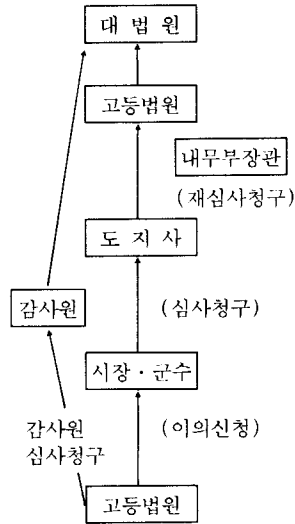 대 법 원
고등법원
내무부장관
(재심사청구)
도 지 사
감사원
(심사청구)
시장 · 군수
감사원
심사청구
(이의신청)
고등법원